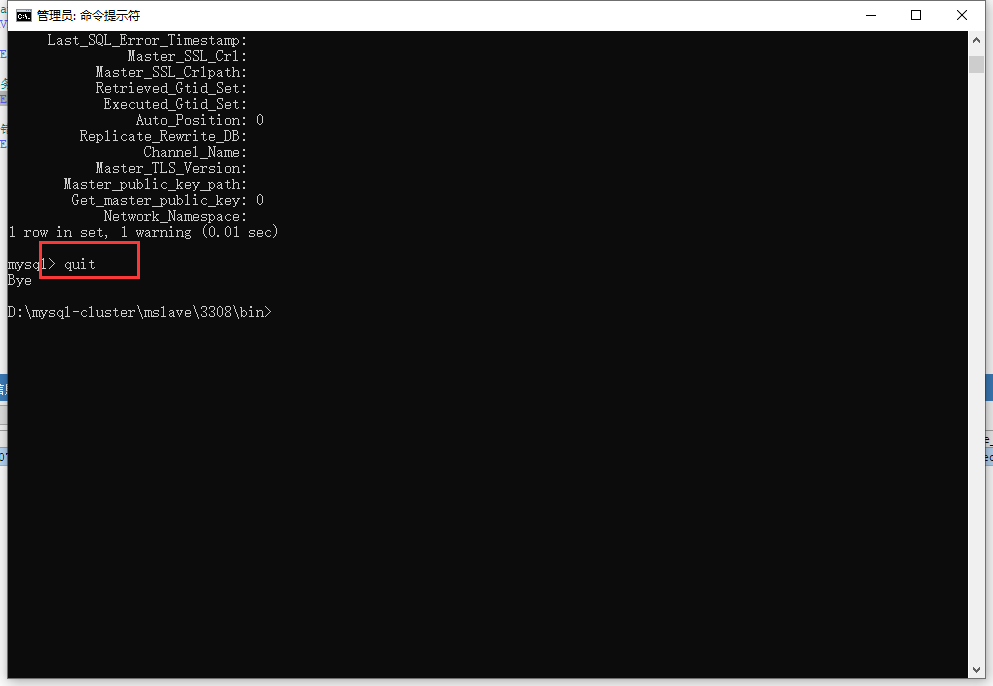 管理员: 命令提示符
Last_SQL_Error_Timestamp:
Master_SSL_Crl:
Master_SSL_Crlpath:
Retrieved_Gtid_Set:
Executed_Gtid_Set:
Auto_Position: 0
Replicate_Rewrite_DB:
Channel_Name:
Master_TLS_Version:
Master_public_key_path:
Get_master_public_key: 0
Network_Namespace:
1 row in set, 1 warning (0.01 sec)
mysql> quit
Bye
D:\mysql-cluster\mslave\3308\bin>